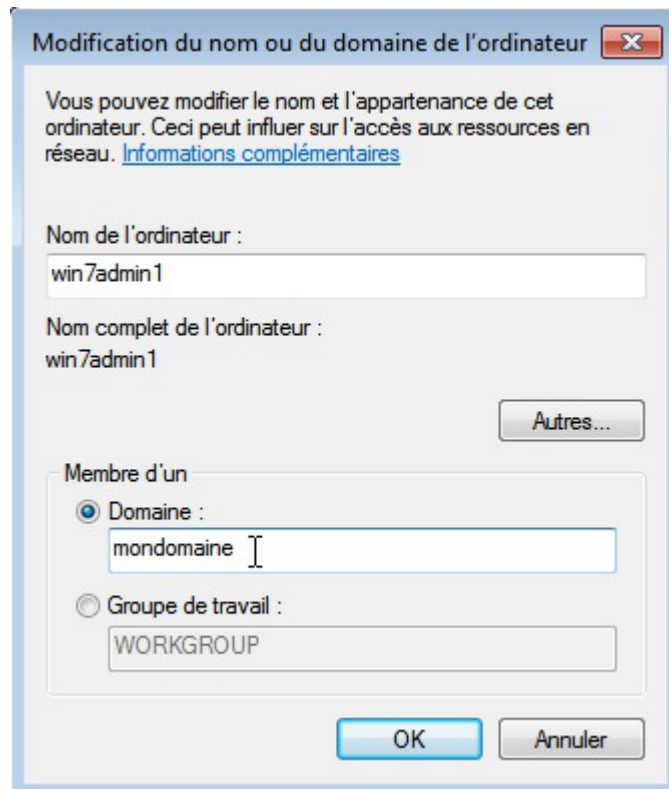 Modification du nom ou du domaine de l'ordinateur
Vous pouvez modifier le nom et l'appartenance de cet
ordinateur. Ceci peut influer sur l'accès aux ressources en
réseau. Informations complémentaires
Nom de l'ordinateur :
win7admin1
Nom complet de l'ordinateur :
win7admin1
Autres...
Membre d'un
Domaine :
mondomaine
Groupe de travail :
WORKGROUP
OK
Annuler